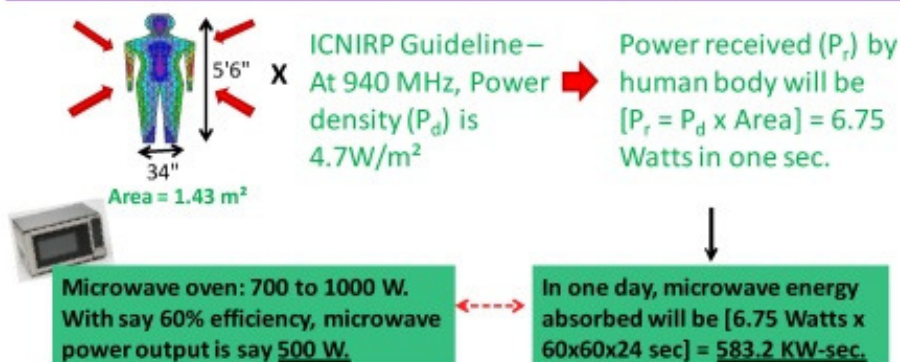 5'6"
34"
Area = 1.43 m²
X
ICNIRP Guideline –
At 940 MHz, Power
density (Pd) is
4.7W/m²
Power received (Pr) by
human body will be
[Pr = Pd x Area] = 6.75
Watts in one sec.
Microwave oven: 700 to 1000 W.
With say 60% efficiency, microwave
power output is say 500 W.
In one day, microwave energy
absorbed will be [6.75 Watts x
60x60x24 sec] = 583.2 KW-sec.